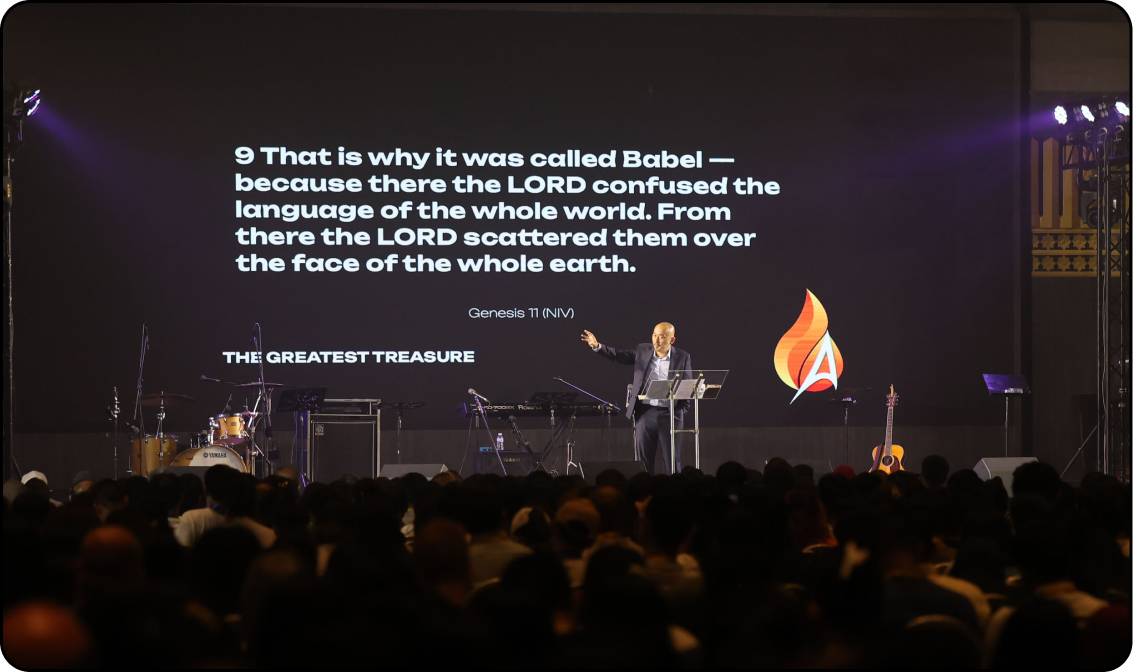 9 That is why it was called Babel —
because there the LORD confused the
language of the whole world. From
there the LORD scattered them over
the face of the whole earth.
Genesis 11 (NIV)
THE GREATEST TREASURE
Roland
YAMAHA